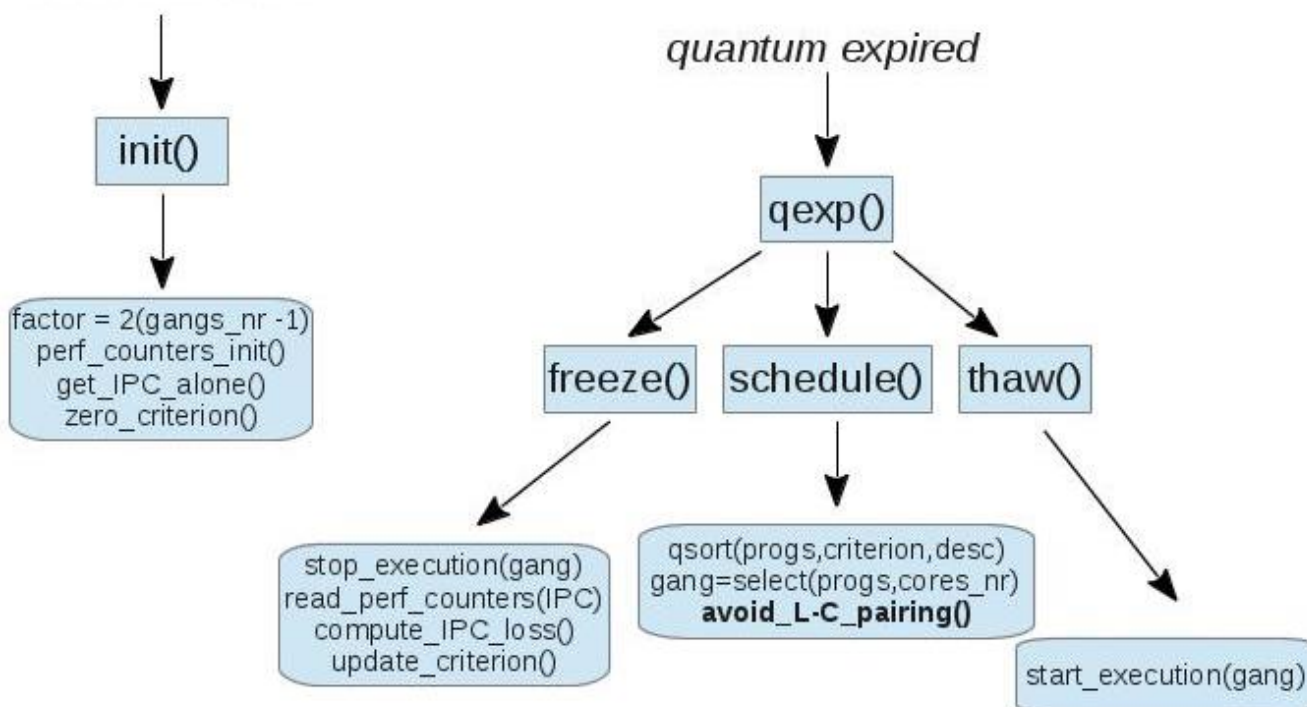 quantum expired
init()
qexp()
factor = 2(gangs_nr -1)
perf_counters_init()
get_IPC_alone()
zero_criterion()
freeze()
schedule()
thaw()
stop_execution(gang)
read_perf_counters(IPC)
compute_IPC_loss()
update_criterion()
qsort(progs,criterion,desc)
gang=select(progs,cores_nr)
avoid_L-C_pairing()
start_execution(gang)